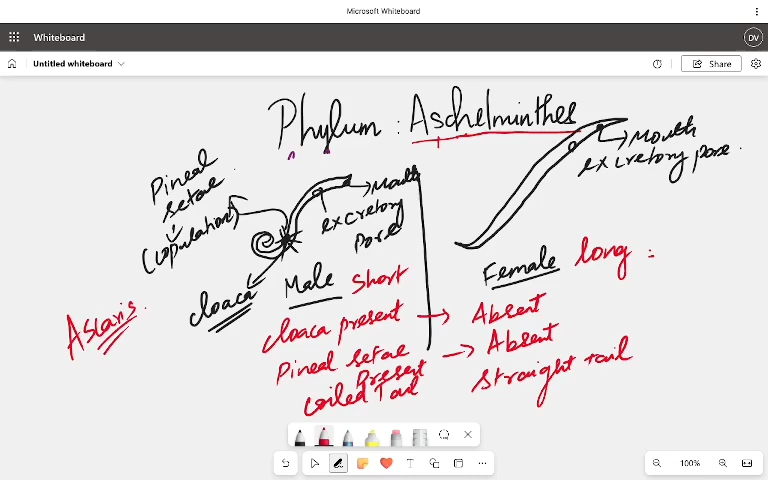 Microsoft Whiteboard
Whiteboard
DV
Untitled whiteboard
Share
Phylum : Aschelminthes
Mouth
excretory pore.
Pineal
setae
(copulation)
Mouth
excretory
pore
cloaca
Male short
Female long :
Ascaris.
cloaca present → Absent
Pineal setae
Present → Absent
coiled Tail
straight tail
T
100%